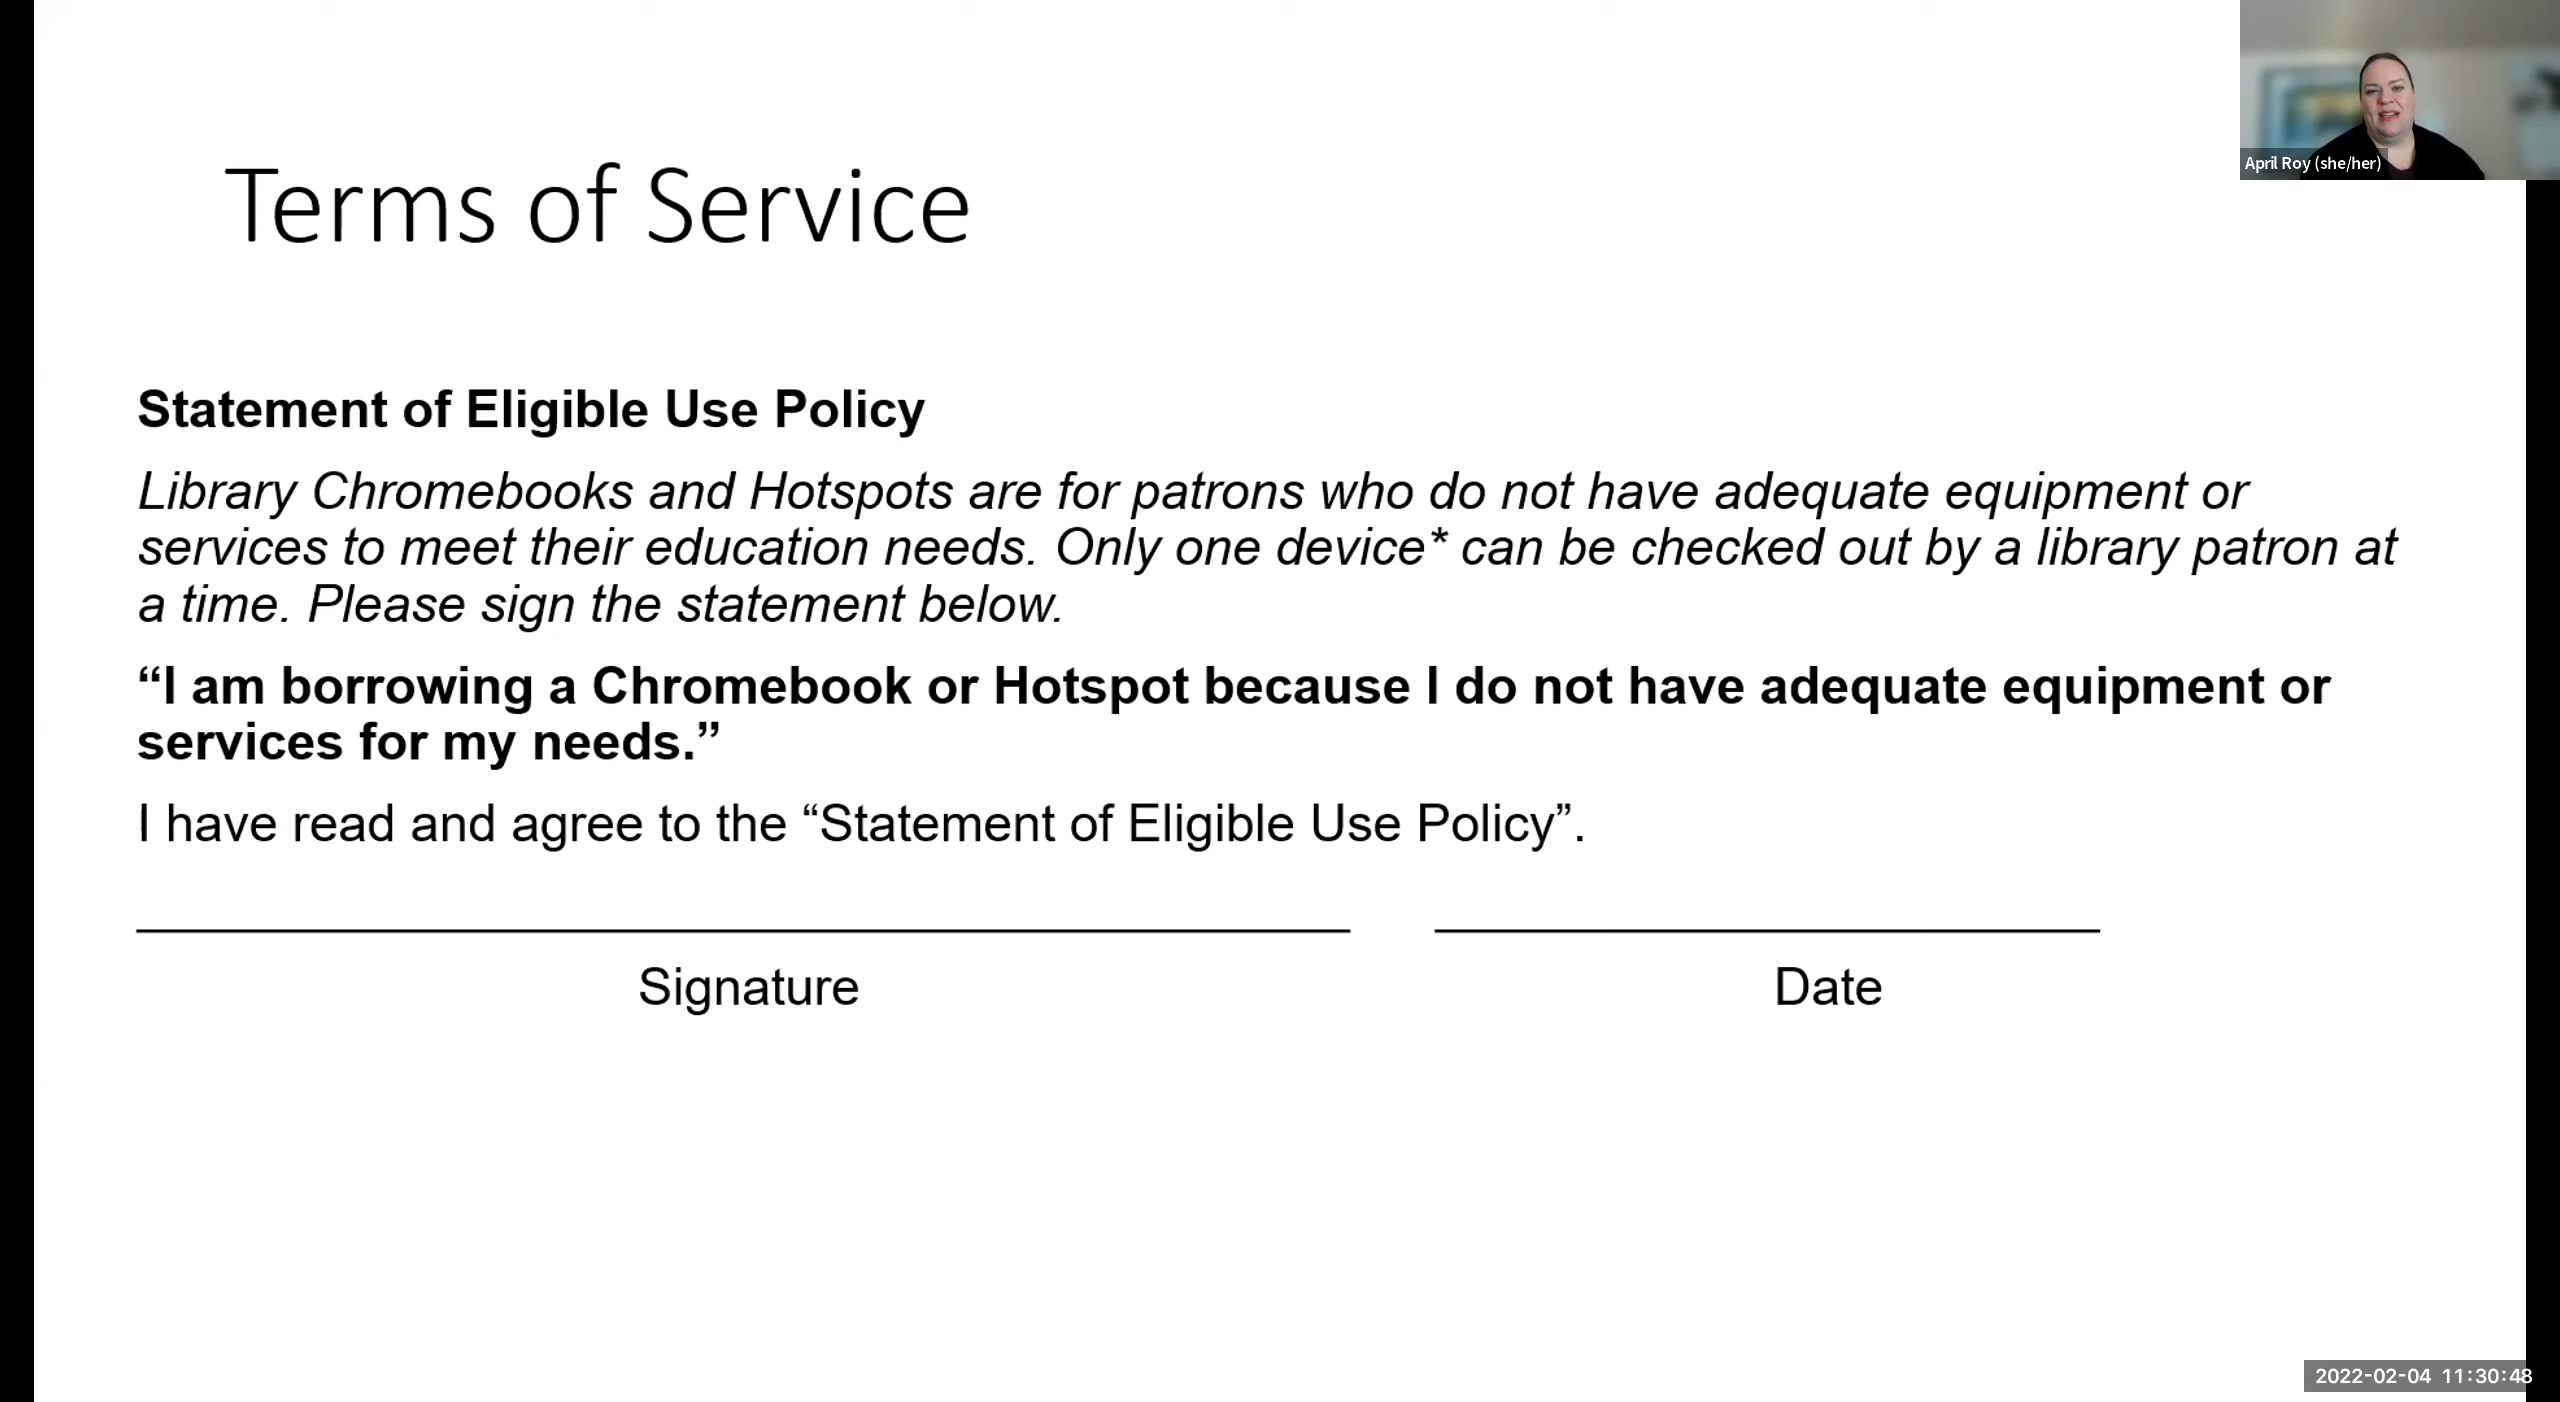 April Roy (she/her)
Terms of Service
Statement of Eligible Use Policy
Library Chromebooks and Hotspots are for patrons who do not have adequate equipment or
services to meet their education needs. Only one device* can be checked out by a library patron at
a time. Please sign the statement below.
“I am borrowing a Chromebook or Hotspot because I do not have adequate equipment or
services for my needs.”
I have read and agree to the “Statement of Eligible Use Policy”.
Signature
Date
2022-02-04 11:30:48